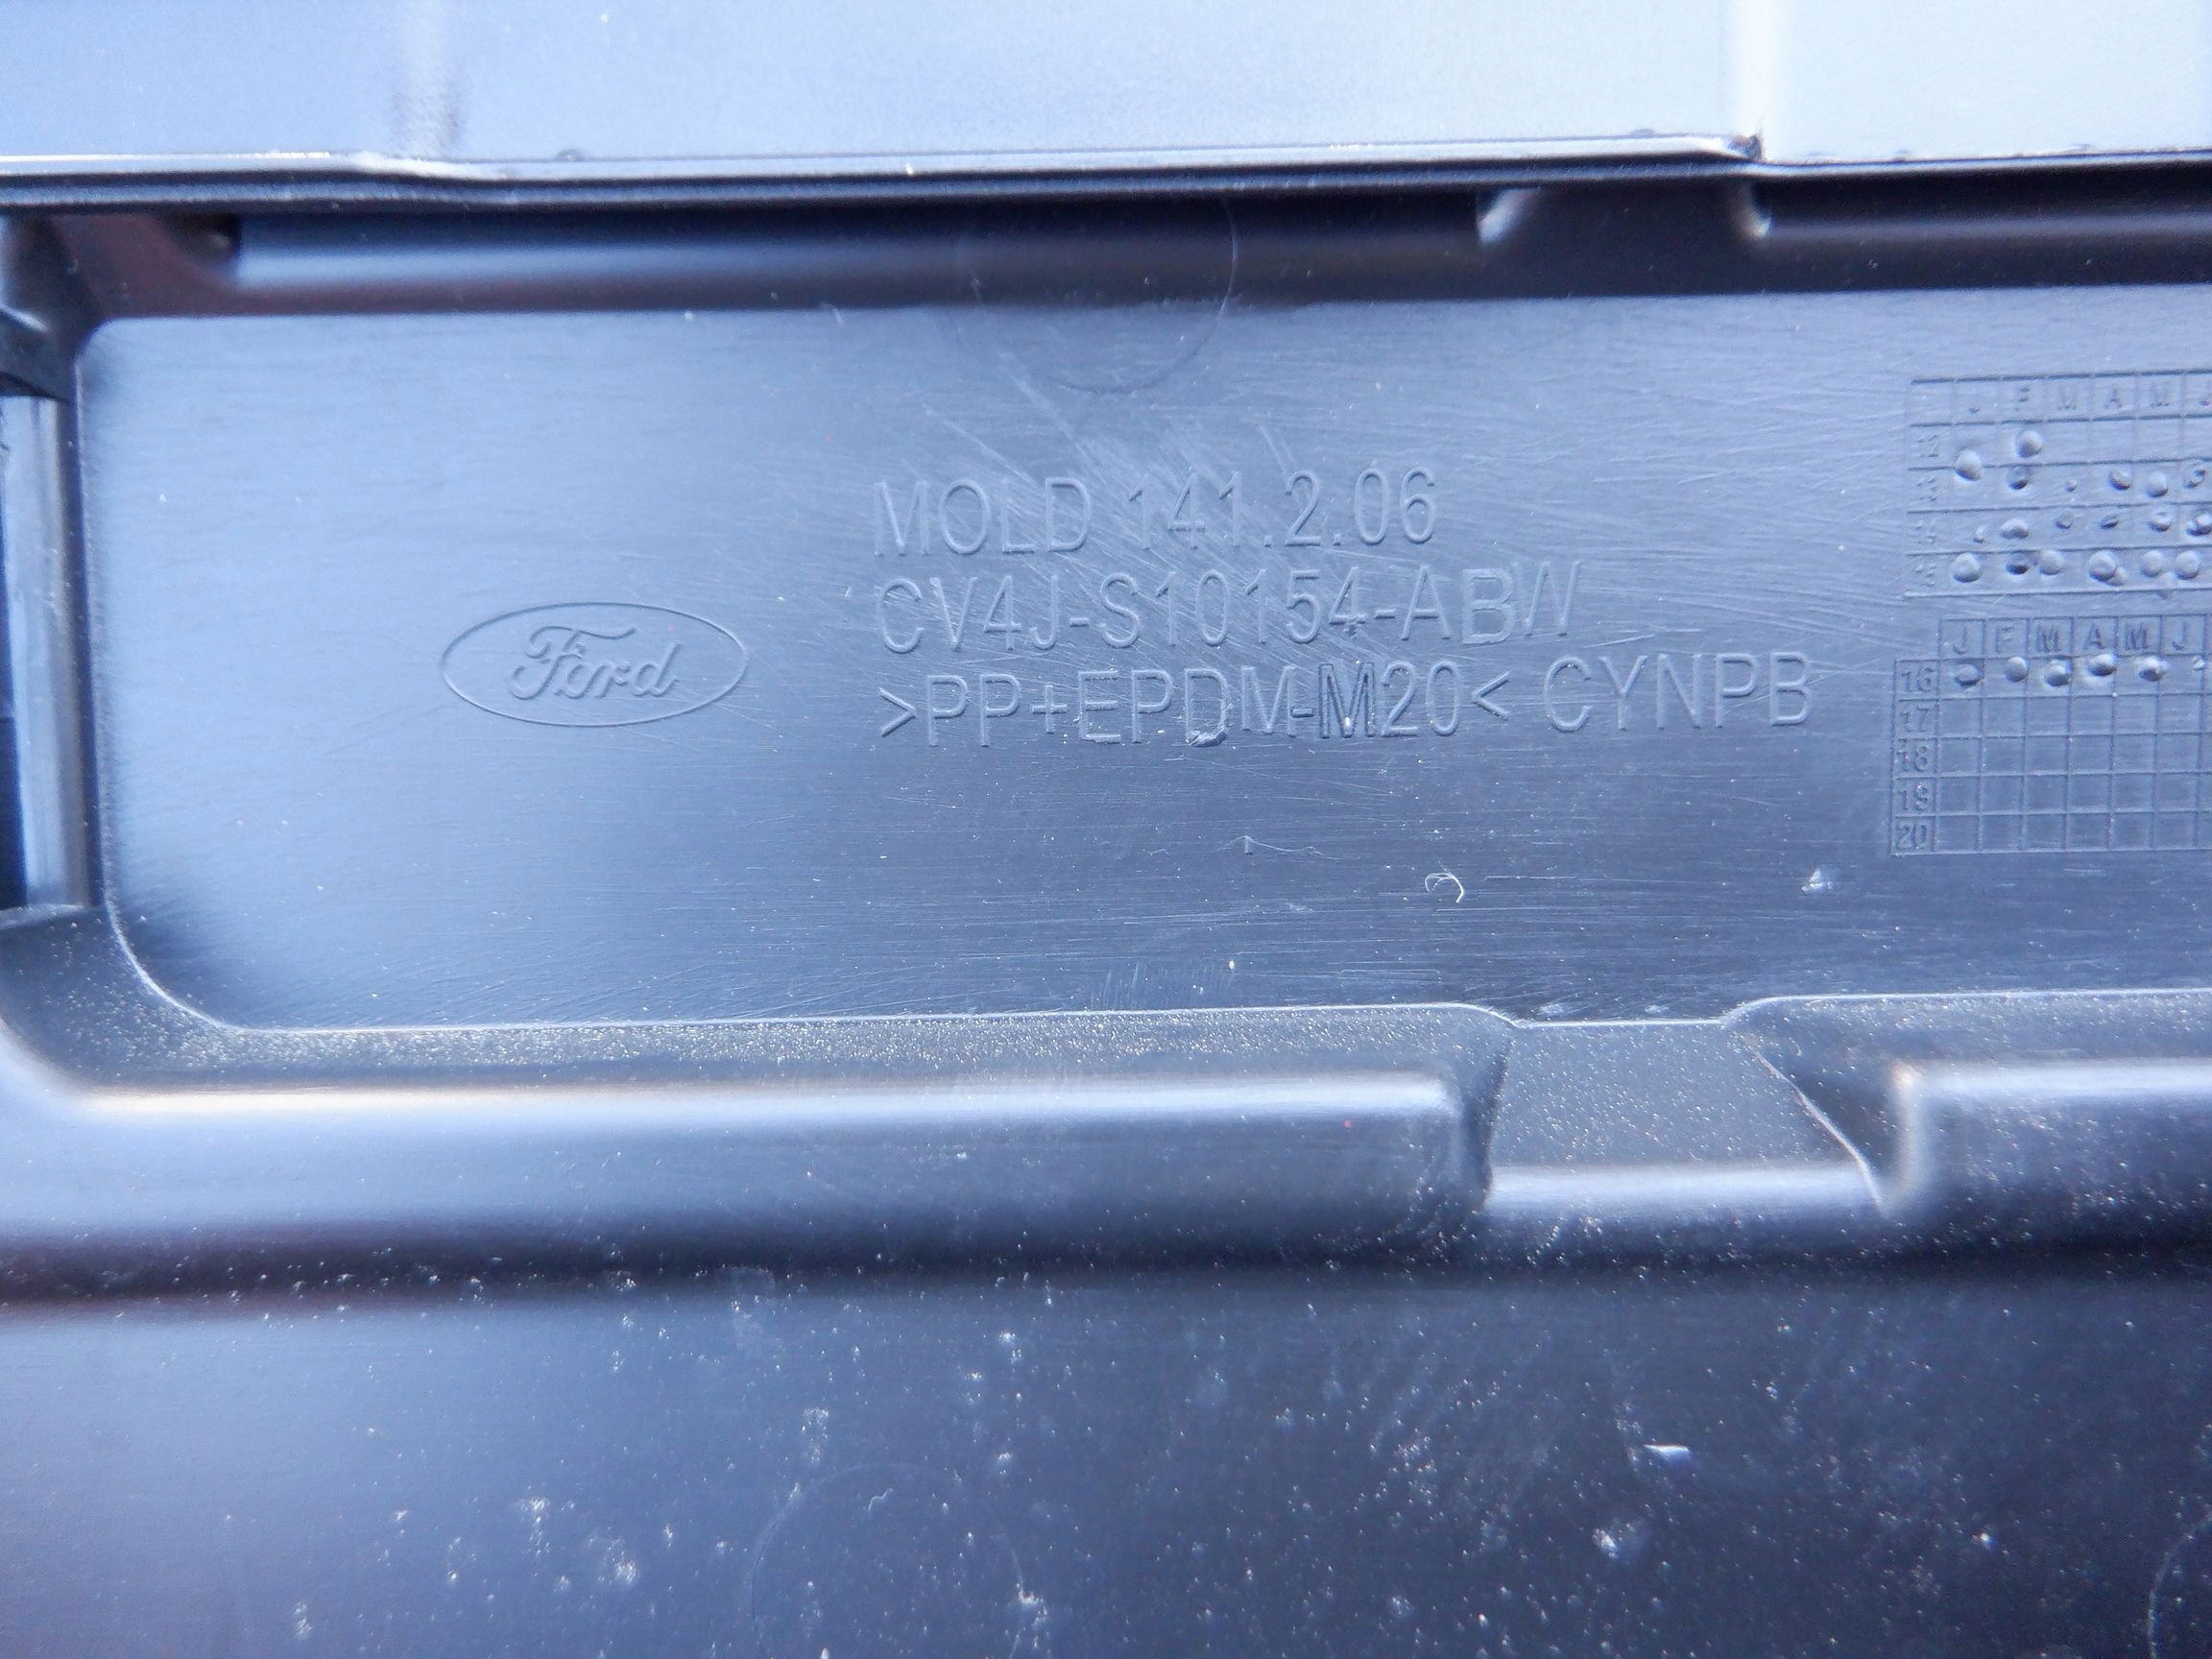 MOLD 141.2.06
CV4J-S10154-ABW
>PP+EPDM-M20< CYNPB
Ford
J F M A M J
12
13
14
15
J F M A M J
16
17
18
19
20